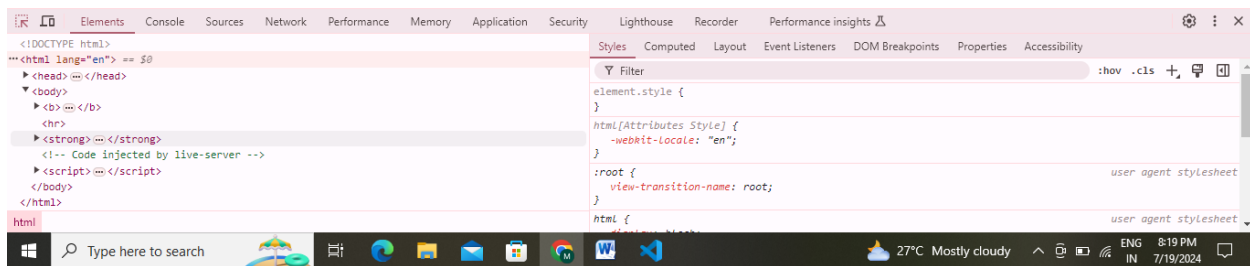 Elements Console Sources Network Performance Memory Application Security Lighthouse Recorder Performance insights
<!DOCTYPE html>
···<html lang="en"> == $0
▶<head>…</head>
▼<body>
▶<b>…</b>
<hr>
▶<strong>…</strong>
<!-- Code injected by live-server -->
▶<script>…</script>
</body>
</html>
html
Styles Computed Layout Event Listeners DOM Breakpoints Properties Accessibility
Filter :hov .cls
element.style {
}
html[Attributes Style] {
-webkit-locale: "en";
}
:root { user agent stylesheet
view-transition-name: root;
}
html { user agent stylesheet
display: block;
Type here to search
27°C Mostly cloudy
ENG
IN
8:19 PM
7/19/2024